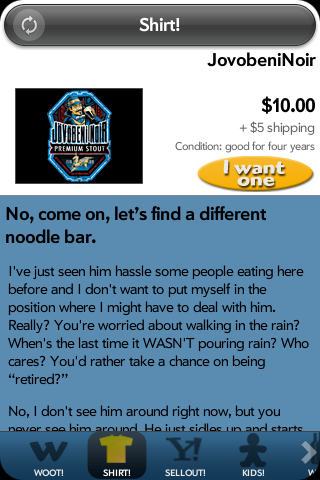 Shirt!
JovobeniNoir
JOVOBENINOIR
PREMIUM STOUT
$10.00
+ $5 shipping
Condition: good for four years
I want
one
No, come on, let's find a different
noodle bar.
I've just seen him hassle some people eating here
before and I don't want to put myself in the
position where I might have to deal with him.
Really? You're worried about walking in the rain?
When's the last time it WASN'T pouring rain? Who
cares? You'd rather take a chance on being
“retired?”
No, I don't see him around right now, but you
never see him around. He just sidles up and starts
WOOT!
SHIRT!
SELLOUT!
KIDS!